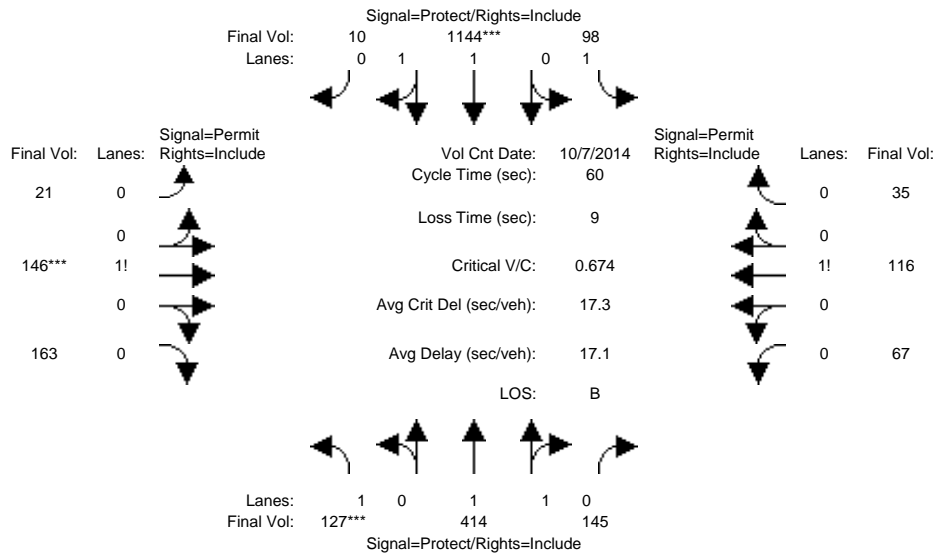 Signal=Protect/Rights=Include
Final Vol: 10 1144*** 98
Lanes: 0 1 1 0 1
Signal=Permit
Final Vol: Lanes: Rights=Include
Vol Cnt Date: 10/7/2014
Signal=Permit
Rights=Include Lanes: Final Vol:
Cycle Time (sec): 60
21 0
0 35
Loss Time (sec): 9
0
0
146*** 1!
Critical V/C: 0.674
1! 116
0
Avg Crit Del (sec/veh): 17.3
0
163 0
Avg Delay (sec/veh): 17.1
0 67
LOS: B
Lanes: 1 0 1 1 0
Final Vol: 127*** 414 145
Signal=Protect/Rights=Include